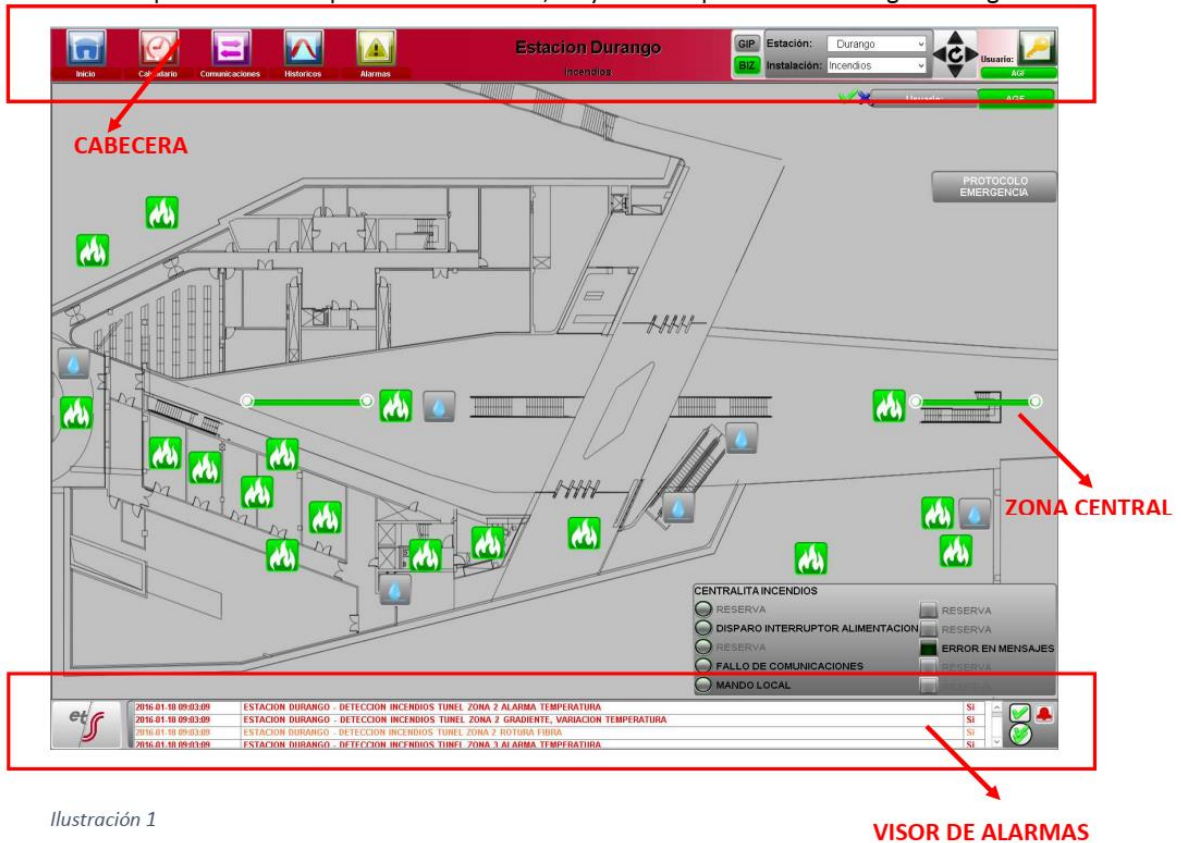 Estacion Durango
Incendios
GIP
BIZ
Estación:
Durango
Instalación:
Incendios
Usuario:
AGF
Inicio
Calendario
Comunicaciones
Historicos
Alarmas
Usuario:
AGF
CABECERA
PROTOCOLO
EMERGENCIA
ZONA CENTRAL
CENTRALITA INCENDIOS
RESERVA
RESERVA
DISPARO INTERRUPTOR ALIMENTACION
RESERVA
RESERVA
ERROR EN MENSAJES
FALLO DE COMUNICACIONES
RESERVA
MANDO LOCAL
RESERVA
ets
2016-01-18 09:03:09 ESTACION DURANGO - DETECCION INCENDIOS TUNEL ZONA 2 ALARMA TEMPERATURA Si
2016-01-18 09:03:09 ESTACION DURANGO - DETECCION INCENDIOS TUNEL ZONA 2 GRADIENTE, VARIACION TEMPERATURA Si
2016-01-18 09:03:09 ESTACION DURANGO - DETECCION INCENDIOS TUNEL ZONA 2 ROTURA FIBRA Si
2016-01-18 09:03:09 ESTACION DURANGO - DETECCION INCENDIOS TUNEL ZONA 3 ALARMA TEMPERATURA Si
Ilustración 1
VISOR DE ALARMAS